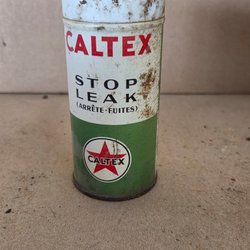 CALTEX
STOP
LEAK
(ARRÊTE-FUITES)
CALTEX